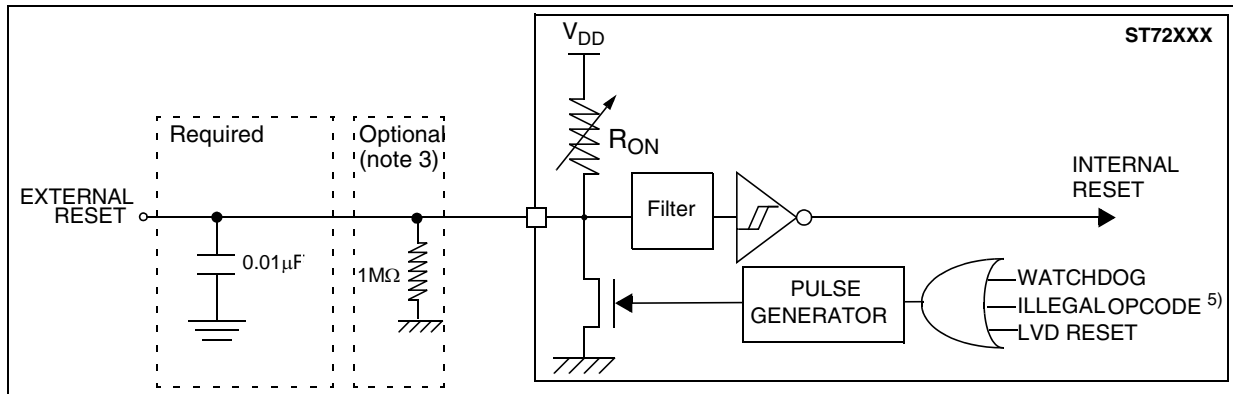 V_DD
ST72XXX
Required
Optional
(note 3)
R_ON
EXTERNAL
RESET
Filter
INTERNAL
RESET
0.01µF
1MΩ
PULSE
GENERATOR
WATCHDOG
ILLEGAL OPCODE 5)
LVD RESET